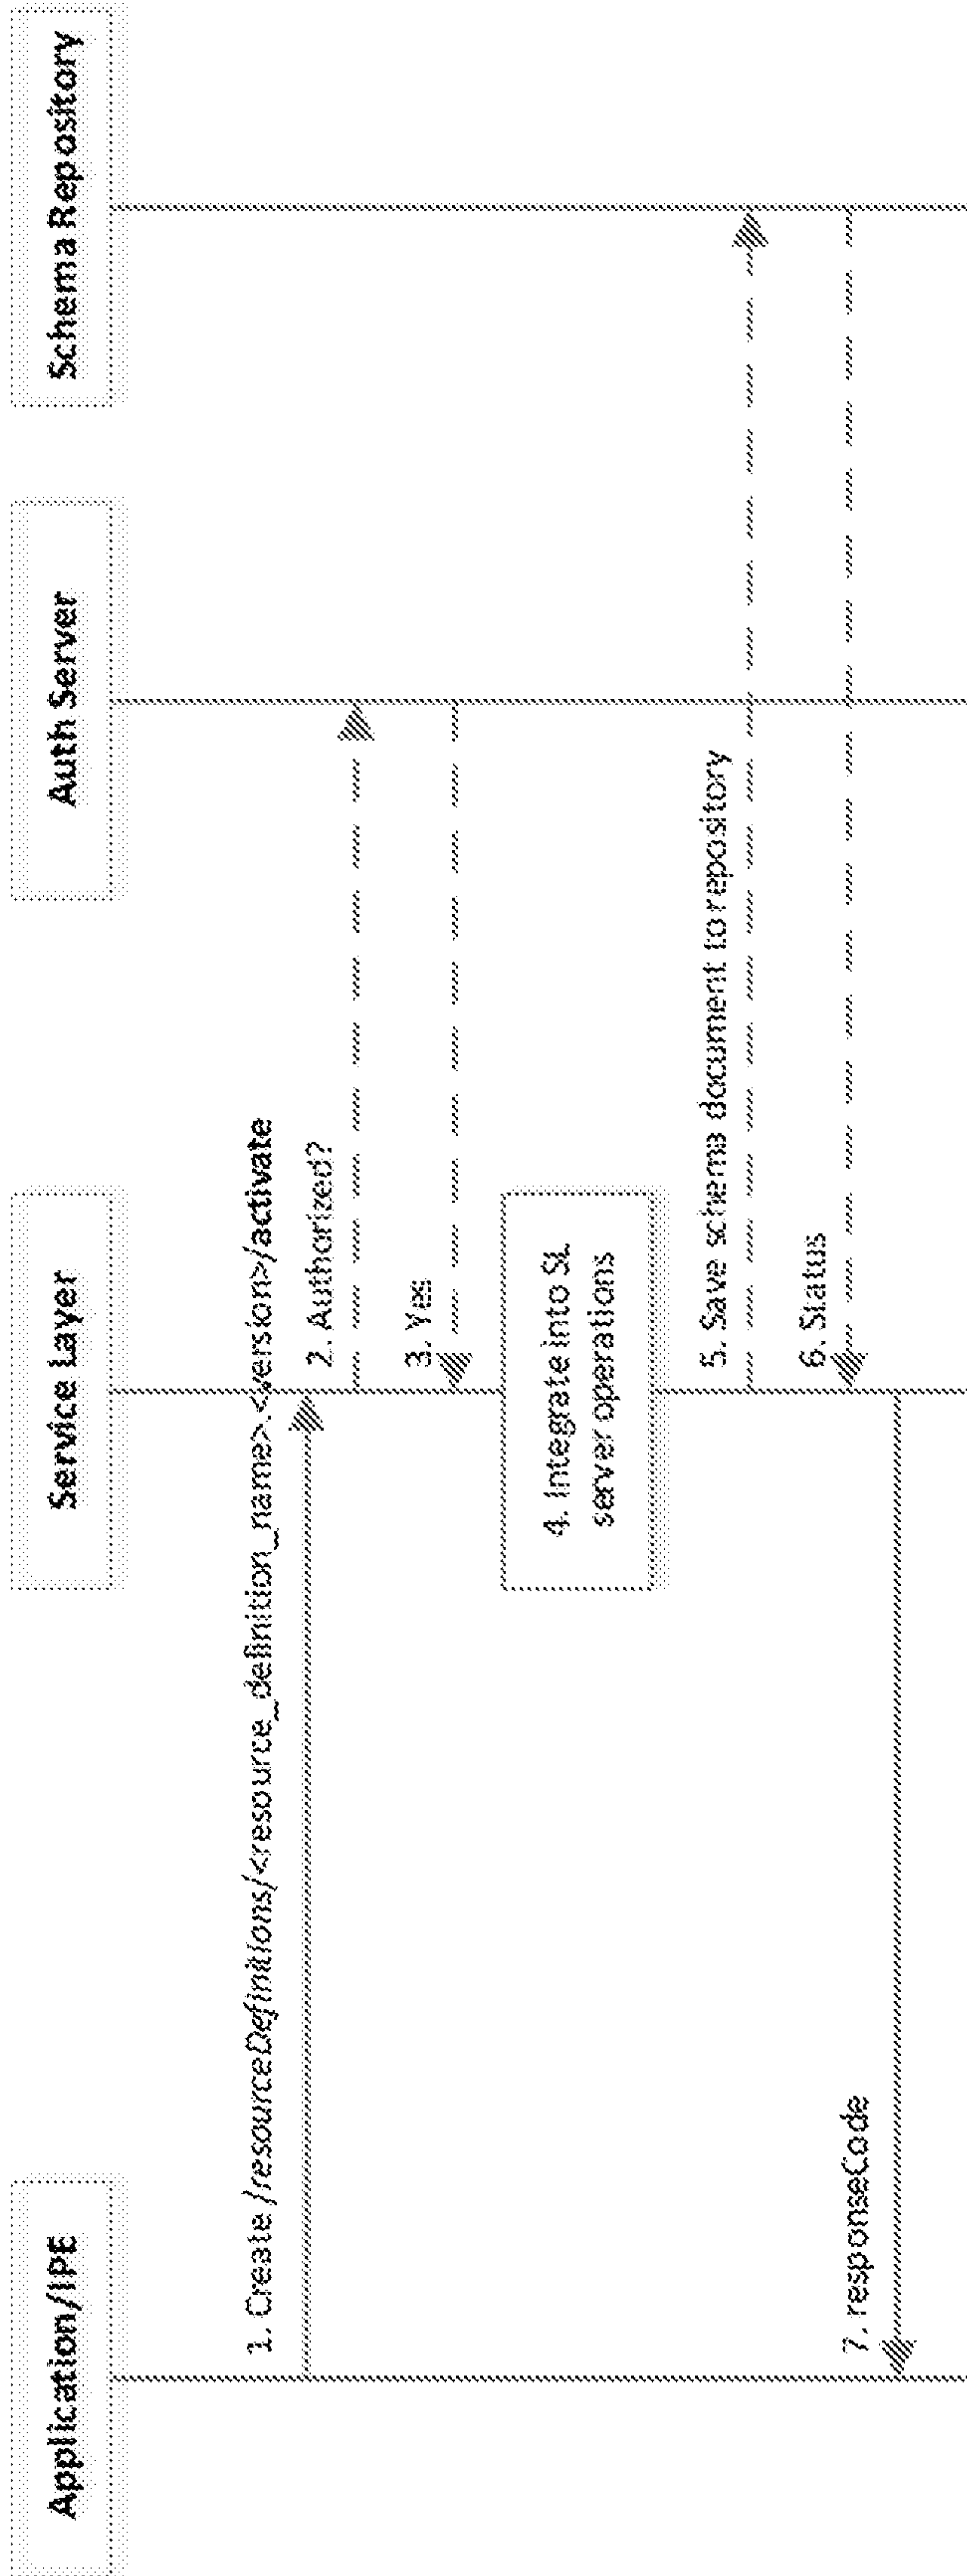 Application/IPE
Service Layer
Auth Server
Schema Repository
1. Create /resourceDefinitions/<resource_definition_name>.<version>/activate
2. Authorized?
3. Yes
4. Integrate into SL
server operations
5. Save schema document to repository
6. Status
7. responseCode